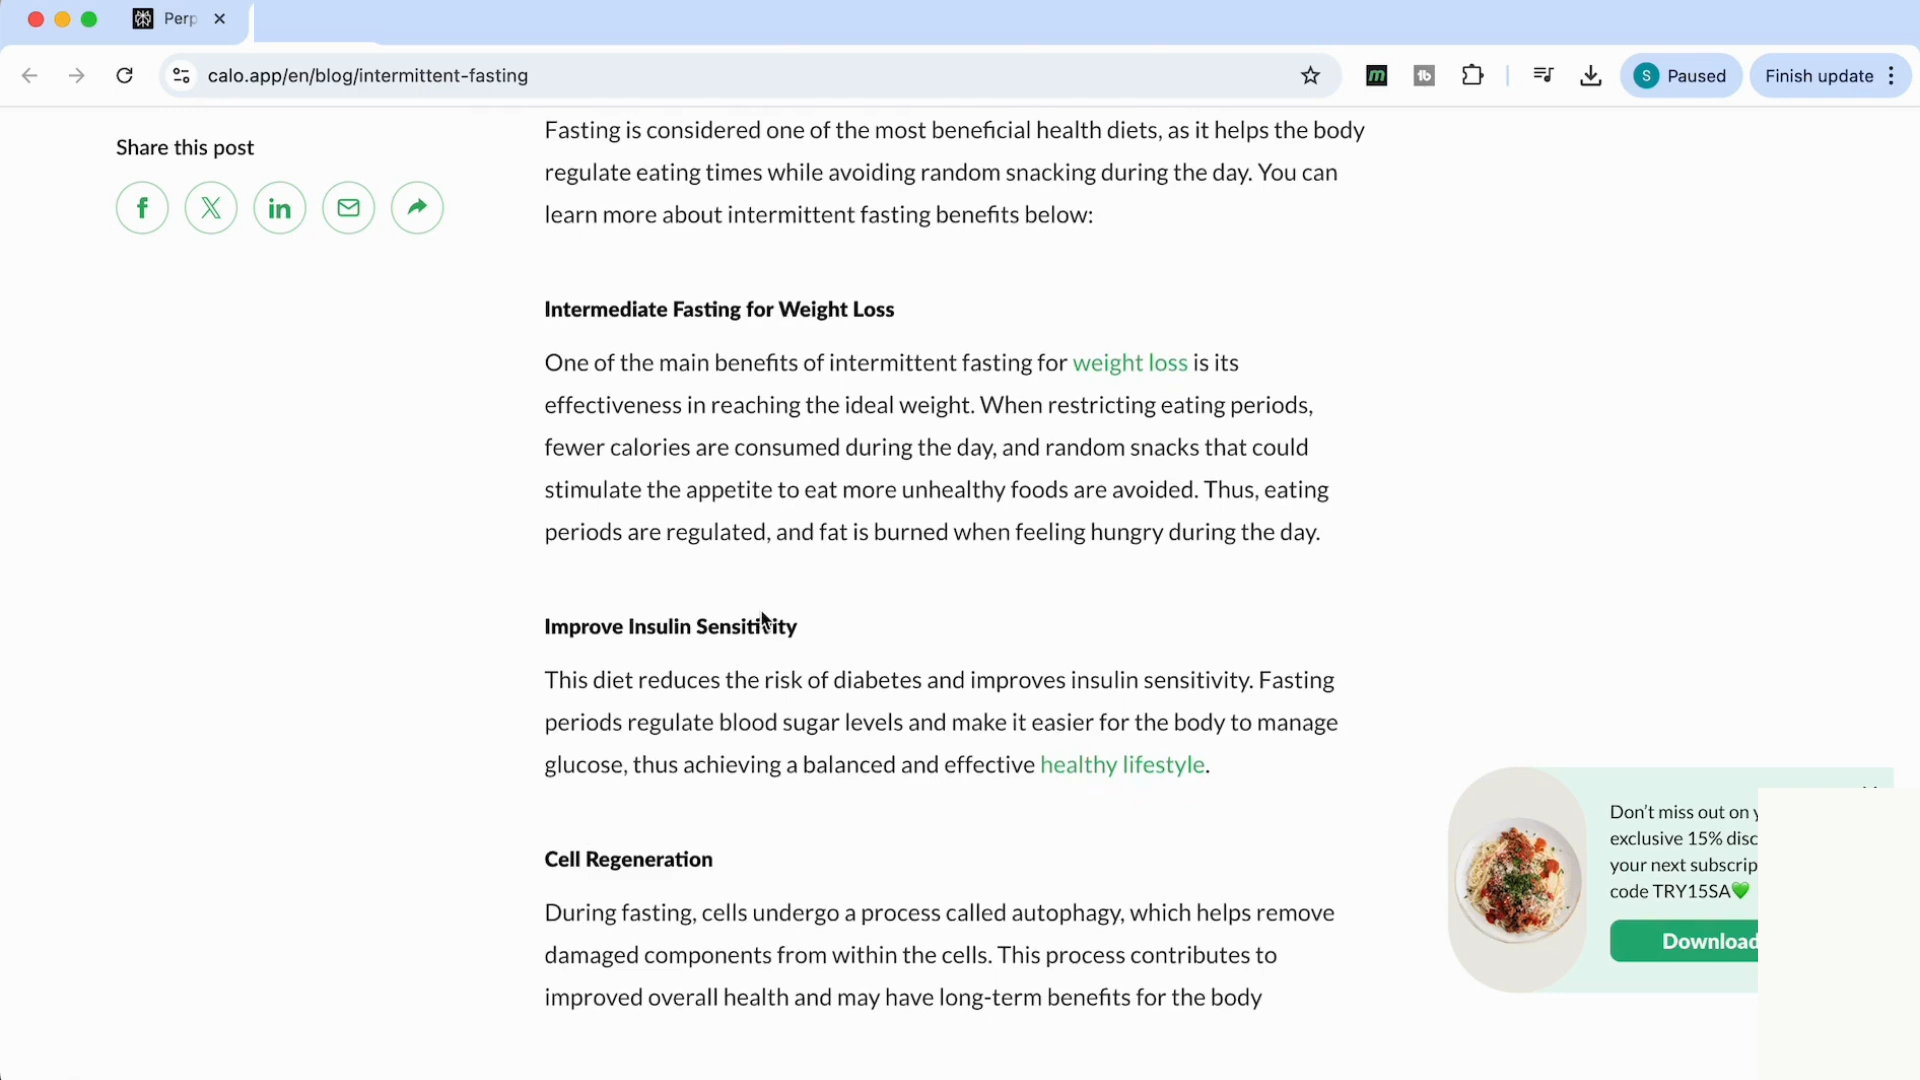 Perp
calo.app/en/blog/intermittent-fasting
S Paused
Finish update
Share this post
Fasting is considered one of the most beneficial health diets, as it helps the body
regulate eating times while avoiding random snacking during the day. You can
learn more about intermittent fasting benefits below:
Intermediate Fasting for Weight Loss
One of the main benefits of intermittent fasting for weight loss is its
effectiveness in reaching the ideal weight. When restricting eating periods,
fewer calories are consumed during the day, and random snacks that could
stimulate the appetite to eat more unhealthy foods are avoided. Thus, eating
periods are regulated, and fat is burned when feeling hungry during the day.
Improve Insulin Sensitivity
This diet reduces the risk of diabetes and improves insulin sensitivity. Fasting
periods regulate blood sugar levels and make it easier for the body to manage
glucose, thus achieving a balanced and effective healthy lifestyle.
Cell Regeneration
During fasting, cells undergo a process called autophagy, which helps remove
damaged components from within the cells. This process contributes to
improved overall health and may have long-term benefits for the body
Don't miss out on
exclusive 15% disc
your next subscrip
code TRY15SA💚
Download